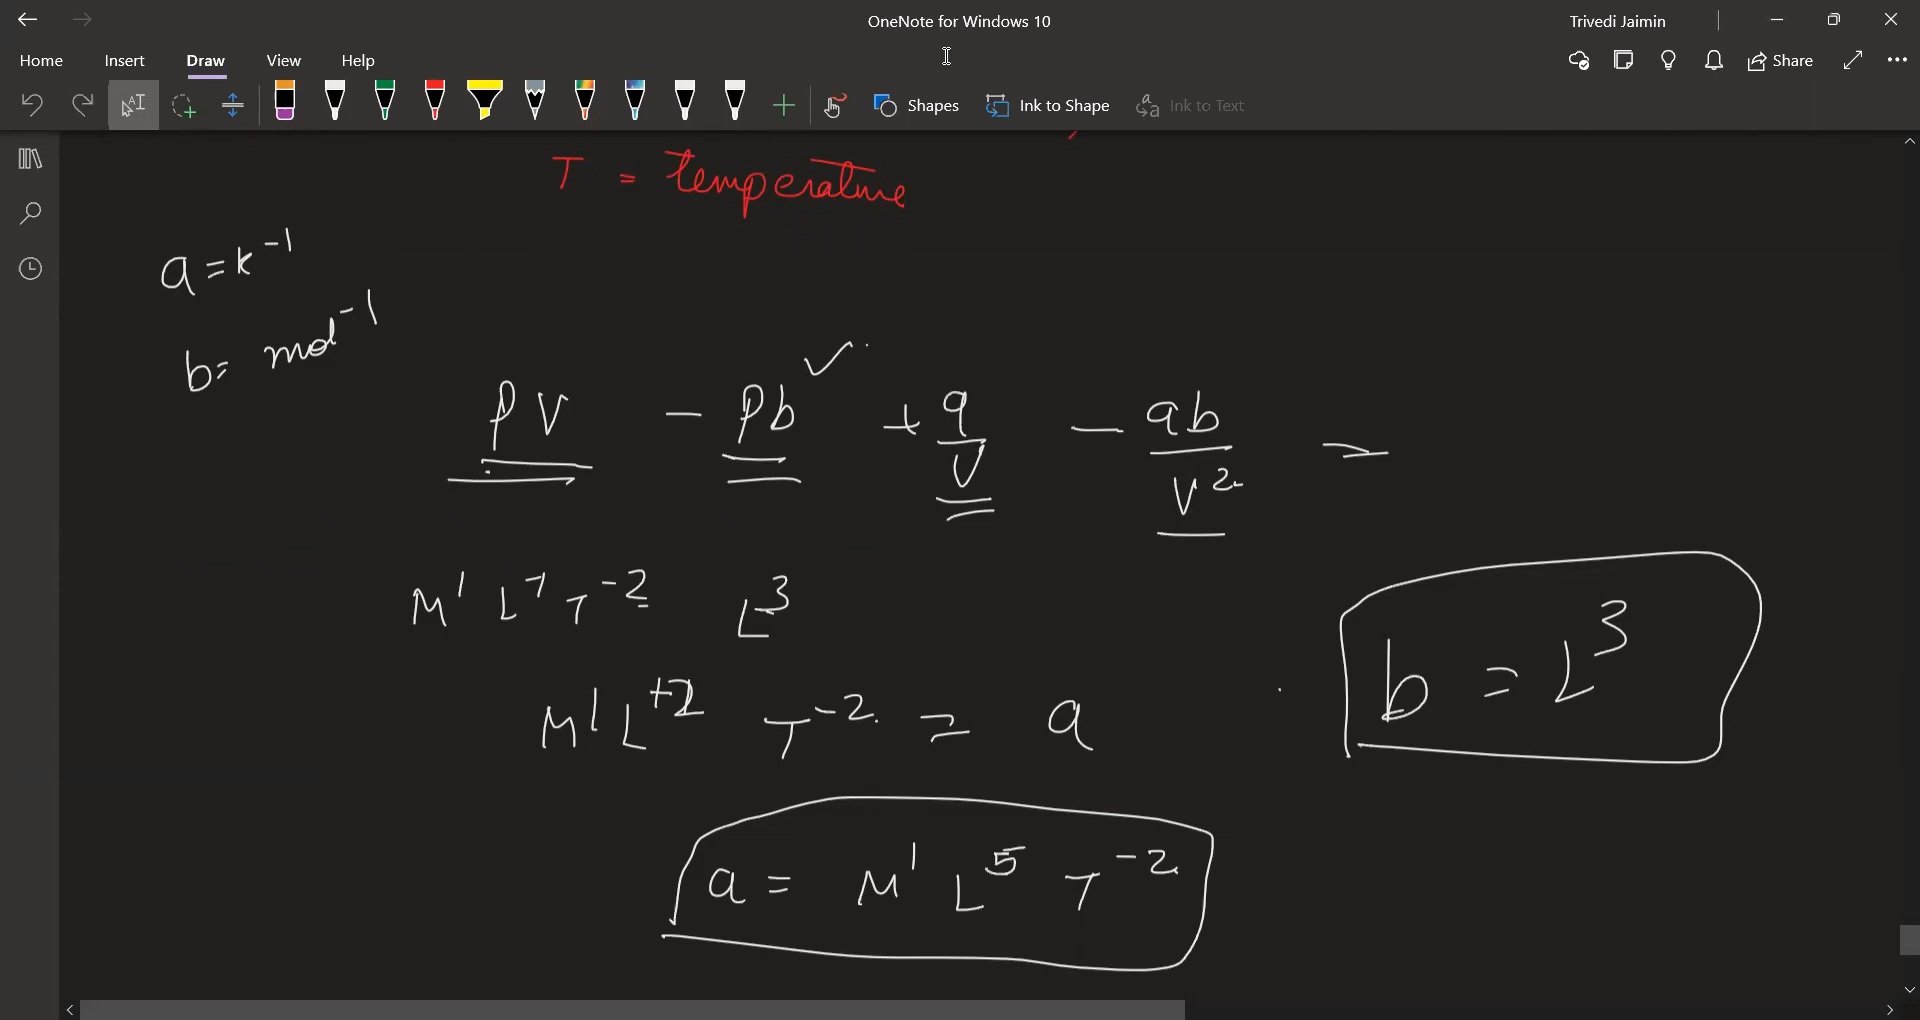 OneNote for Windows 10
Trivedi Jaimin
Home Insert Draw View Help
Share
Shapes Ink to Shape Ink to Text
T = temperature
a = k⁻¹
b = mol⁻¹
PV - Pb + a/V - ab/V² =
M¹ L⁻¹ T⁻² L³
M¹ L⁺² T⁻² = a
b = L³
a = M¹ L⁵ T⁻²